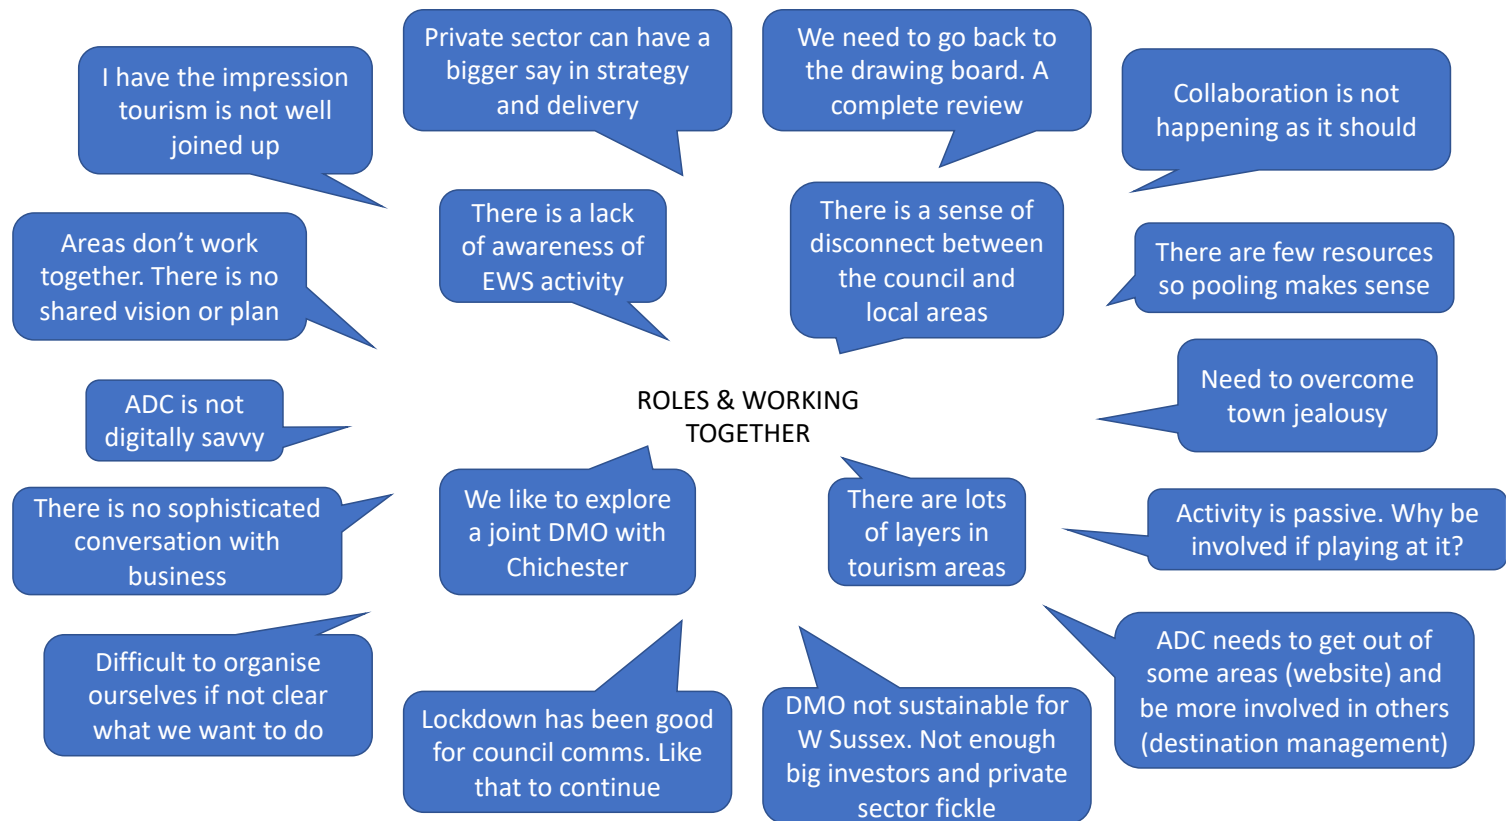 I have the impression
tourism is not well
joined up
Private sector can have a
bigger say in strategy
and delivery
We need to go back to
the drawing board. A
complete review
Collaboration is not
happening as it should
Areas don’t work
together. There is no
shared vision or plan
There is a lack
of awareness of
EWS activity
There is a sense of
disconnect between
the council and
local areas
There are few resources
so pooling makes sense
ADC is not
digitally savvy
ROLES & WORKING
TOGETHER
Need to overcome
town jealousy
There is no sophisticated
conversation with
business
We like to explore
a joint DMO with
Chichester
There are lots
of layers in
tourism areas
Activity is passive. Why be
involved if playing at it?
Difficult to organise
ourselves if not clear
what we want to do
Lockdown has been good
for council comms. Like
that to continue
DMO not sustainable for
W Sussex. Not enough
big investors and private
sector fickle
ADC needs to get out of
some areas (website) and
be more involved in others
(destination management)